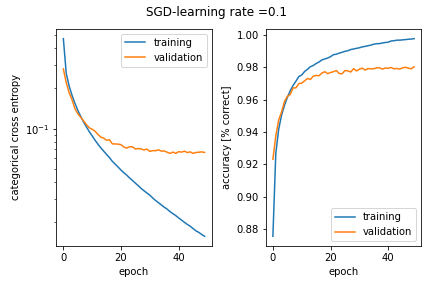 SGD-learning rate =0.1
categorical cross entropy
10⁻¹
training
validation
0
20
40
epoch
accuracy [% correct]
1.00
0.98
0.96
0.94
0.92
0.90
0.88
training
validation
0
20
40
epoch